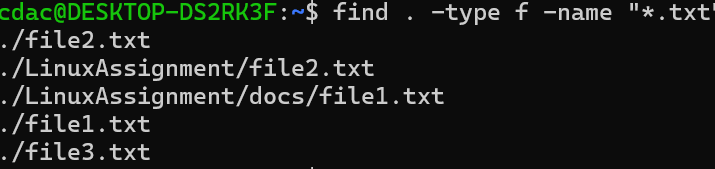 cdac@DESKTOP-DS2RK3F:~$ find . -type f -name "*.txt"
./file2.txt
./LinuxAssignment/file2.txt
./LinuxAssignment/docs/file1.txt
./file1.txt
./file3.txt